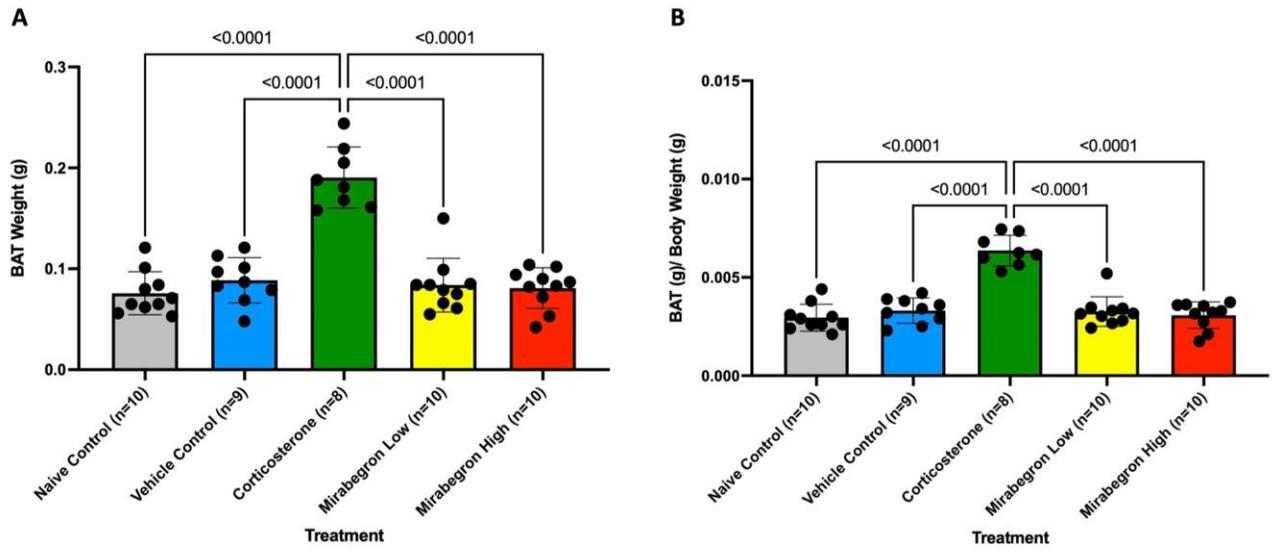 A
<0.0001
<0.0001
<0.0001
<0.0001
0.3
0.2
0.1
0.0
BAT Weight (g)
Naive Control (n=10)
Vehicle Control (n=9)
Corticosterone (n=8)
Mirabegron Low (n=10)
Mirabegron High (n=10)
Treatment
B
<0.0001
<0.0001
<0.0001
<0.0001
0.015
0.010
0.005
0.000
BAT (g)/ Body Weight (g)
Naive Control (n=10)
Vehicle Control (n=9)
Corticosterone (n=8)
Mirabegron Low (n=10)
Mirabegron High (n=10)
Treatment